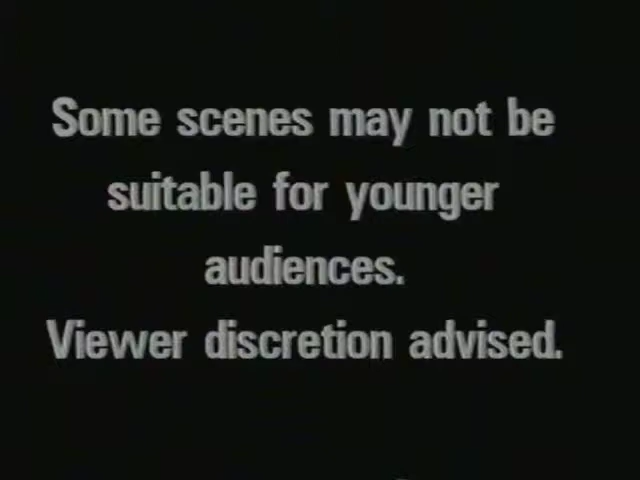 Some scenes may not be
suitable for younger
audiences.
Viewer discretion advised.